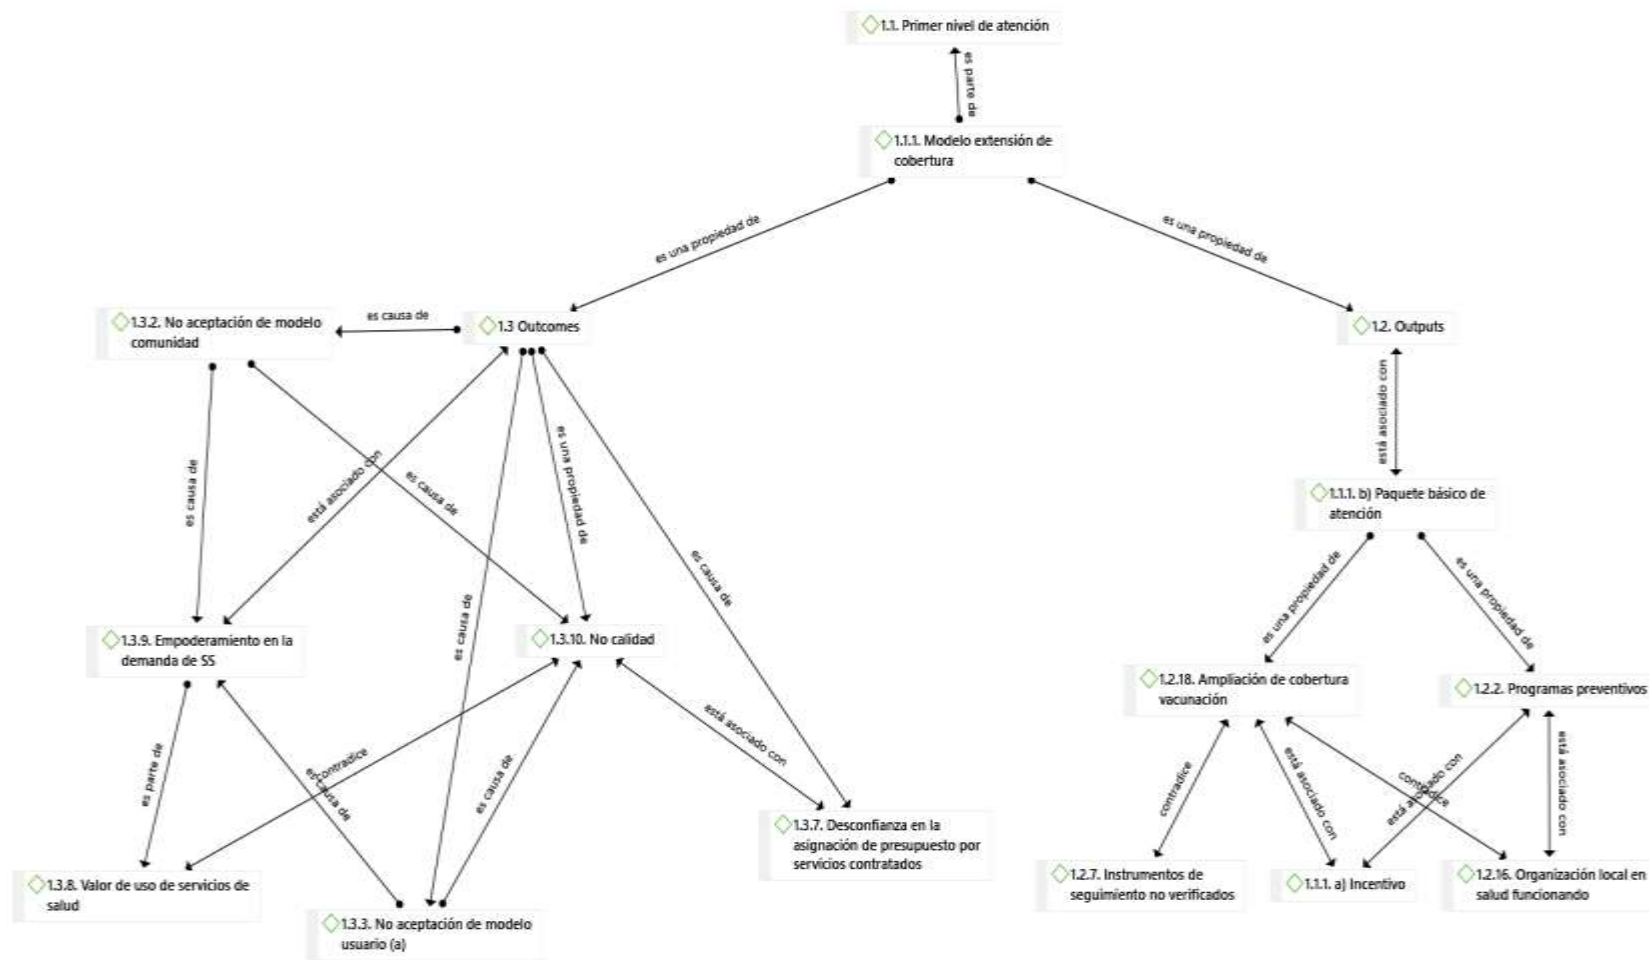 1.1. Primer nivel de atención
es parte de
1.1.1. Modelo extensión de
cobertura
es una propiedad de
es una propiedad de
1.3.2. No aceptación de modelo
comunidad
es causa de
1.3 Outcomes
1.2. Outputs
está asociado con
es causa de
está asociado con
es causa de
es una propiedad de
es causa de
es causa de
1.1.1. b) Paquete básico de
atención
es una propiedad de
es una propiedad de
1.3.9. Empoderamiento en la
demanda de SS
1.3.10. No calidad
1.2.18. Ampliación de cobertura
vacunación
1.2.2. Programas preventivos
es parte de
contradice
es causa de
es causa de
está asociado con
contradice
está asociado con
contradice
está asociado con
está asociado con
1.3.7. Desconfianza en la
asignación de presupuesto por
servicios contratados
1.3.8. Valor de uso de servicios de
salud
1.3.3. No aceptación de modelo
usuario (a)
1.2.7. Instrumentos de
seguimiento no verificados
1.1.1. a) Incentivo
1.2.16. Organización local en
salud funcionando